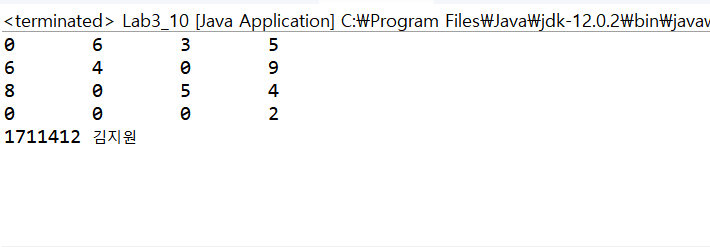 <terminated> Lab3_10 [Java Application] C:₩Program Files₩Java₩jdk-12.0.2₩bin₩javaw
0 6 3 5
6 4 0 9
8 0 5 4
0 0 0 2
1711412 김지원